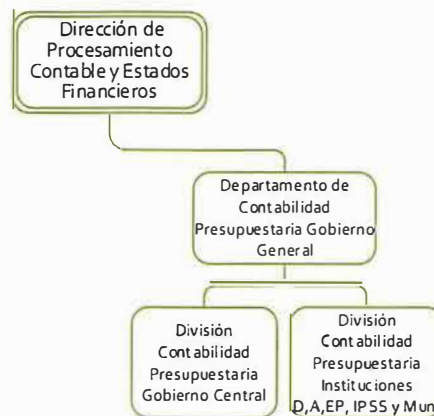 Dirección de
Procesamiento
Contable y Estados
Financieros
Departamento de
Contabilidad
Presupuestaria Gobierno
General
División
Contabilidad
Presupuestaria
Gobierno Central
División
Contabilidad
Presupuestaria
Instituciones
D,A,EP, IPSS y Mun